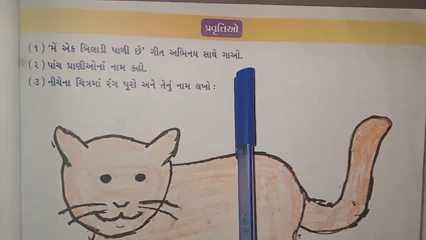 પ્રવૃત્તિઓ
(૧) ‘મેં એક બિલાડી પાળી છે’ ગીત અભિનય સાથે ગાઓ.
(૨) પાંચ પ્રાણીઓનાં નામ કહો.
(૩) નીચેના ચિત્રમાં રંગ પૂરો અને તેનું નામ લખો :